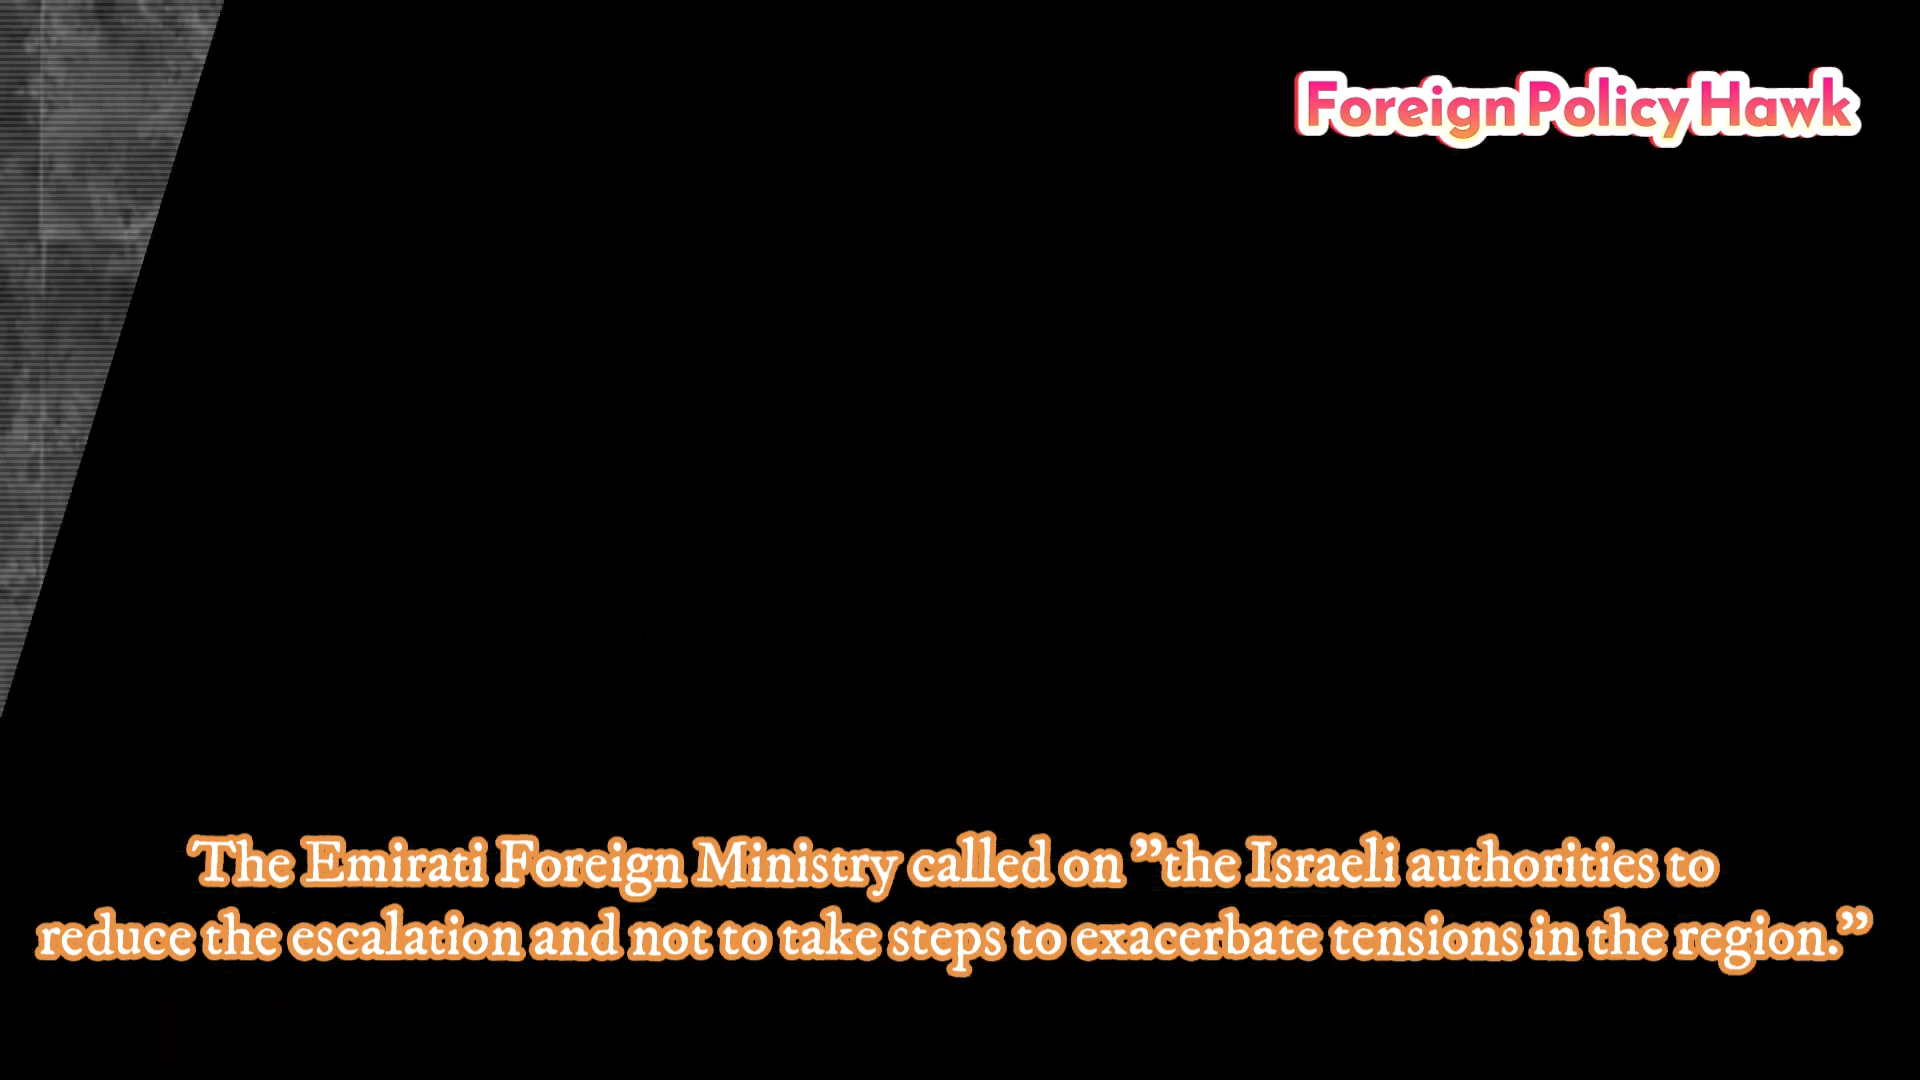 Foreign Policy Hawk
The Emirati Foreign Ministry called on ”the Israeli authorities to
reduce the escalation and not to take steps to exacerbate tensions in the region.”